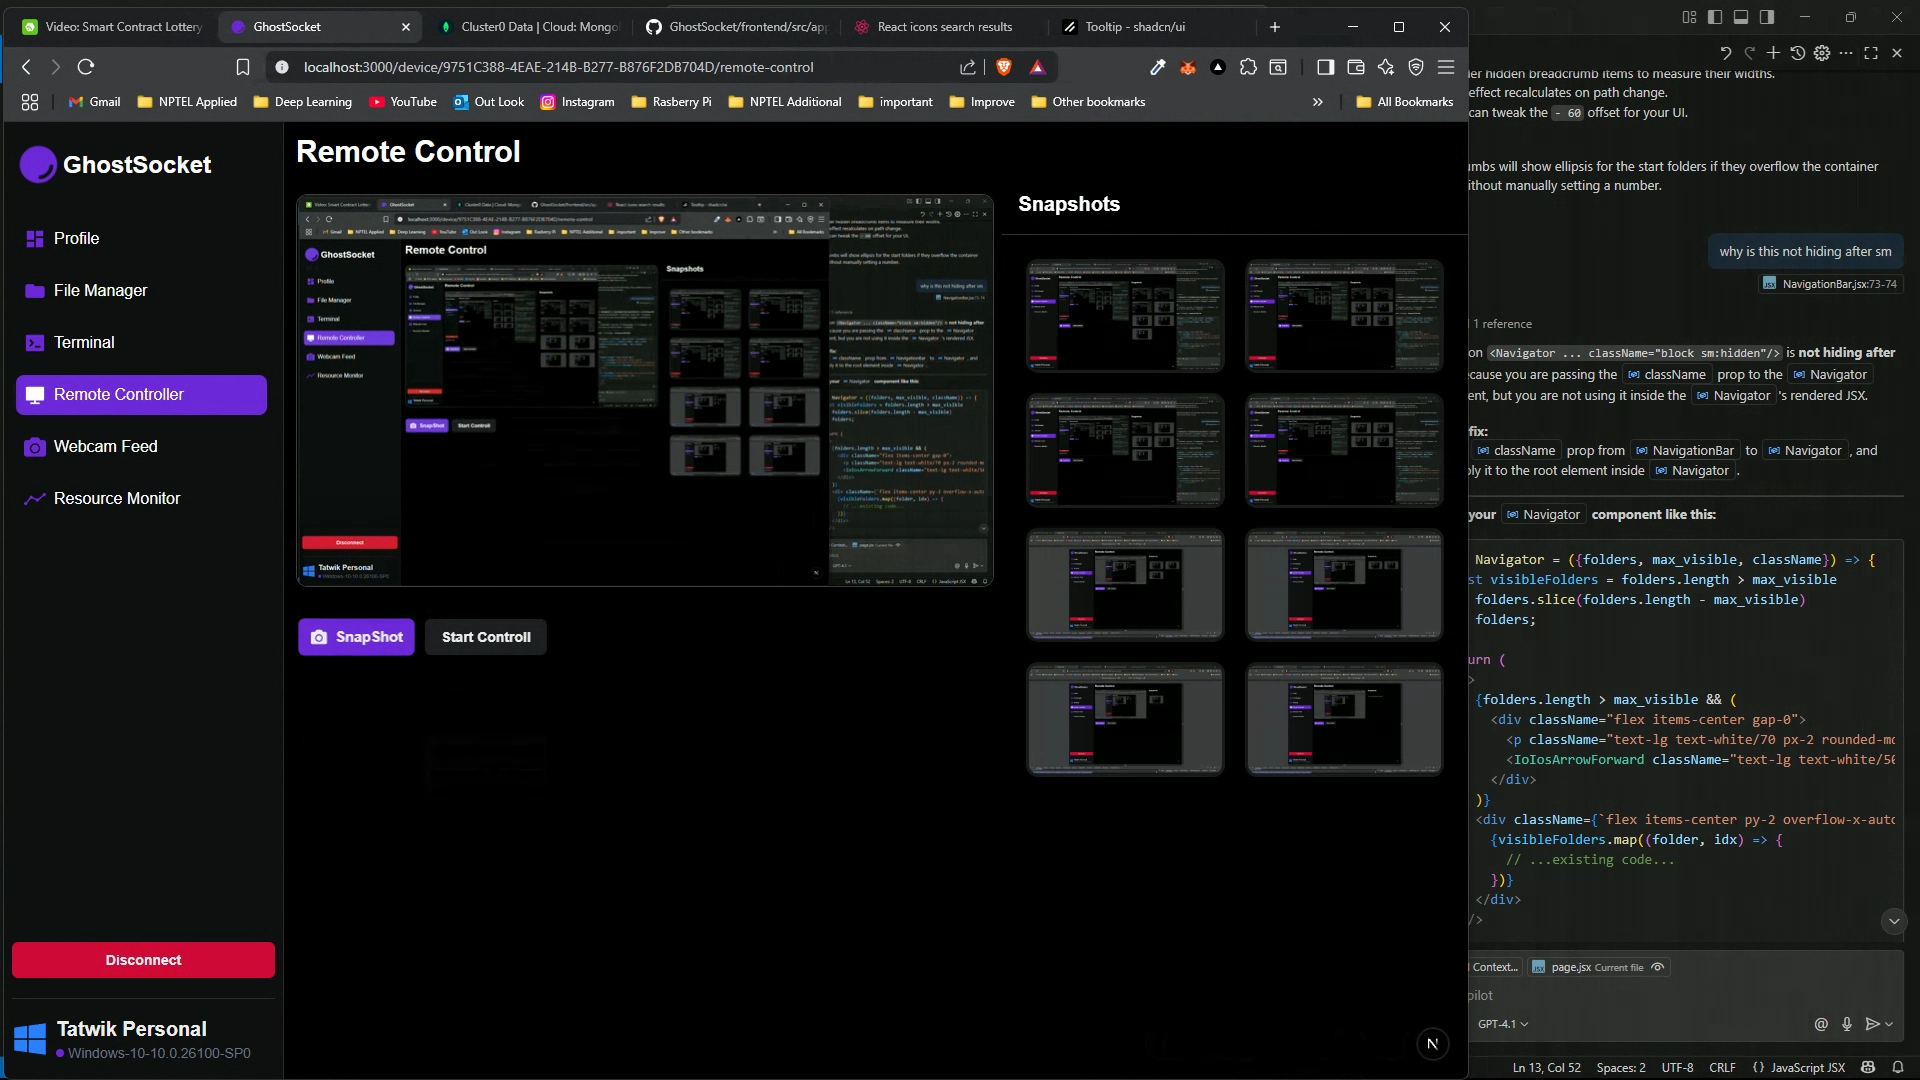 Video: Smart Contract Lottery
GhostSocket
Cluster0 Data | Cloud: Mongo
GhostSocket/frontend/src/app
React icons search results
Tooltip - shadcn/ui
localhost:3000/device/9751C388-4EAE-214B-B277-B876F2DB704D/remote-control
Gmail
NPTEL Applied
Deep Learning
YouTube
Out Look
Instagram
Rasberry Pi
NPTEL Additional
important
Improve
Other bookmarks
All Bookmarks
GhostSocket
Profile
File Manager
Terminal
Remote Controller
Webcam Feed
Resource Monitor
Disconnect
Tatwik Personal
Windows-10-10.0.26100-SP0
Remote Control
SnapShot
Start Controll
Snapshots
N
er hidden breadcrumb items to measure their widths.
effect recalculates on path change.
can tweak the - 60 offset for your UI.
umbs will show ellipsis for the start folders if they overflow the container
ithout manually setting a number.
why is this not hiding after sm
NavigationBar.jsx:73-74
1 reference
on <Navigator ... className="block sm:hidden"/> is not hiding after
cause you are passing the className prop to the Navigator
ent, but you are not using it inside the Navigator 's rendered JSX.
fix:
className prop from NavigationBar to Navigator , and
ly it to the root element inside Navigator .
your Navigator component like this:
Navigator = ({folders, max_visible, className}) => {
st visibleFolders = folders.length > max_visible
folders.slice(folders.length - max_visible)
folders;
urn (
>
{folders.length > max_visible && (
<div className="flex items-center gap-0">
<p className="text-lg text-white/70 px-2 rounded-md
<IoIosArrowForward className="text-lg text-white/50
</div>
)}
<div className={`flex items-center py-2 overflow-x-auto
{visibleFolders.map((folder, idx) => {
// ...existing code...
})}
</div>
/>
Context...
page.jsx Current file
pilot
GPT-4.1
Ln 13, Col 52
Spaces: 2
UTF-8
CRLF
{} JavaScript JSX